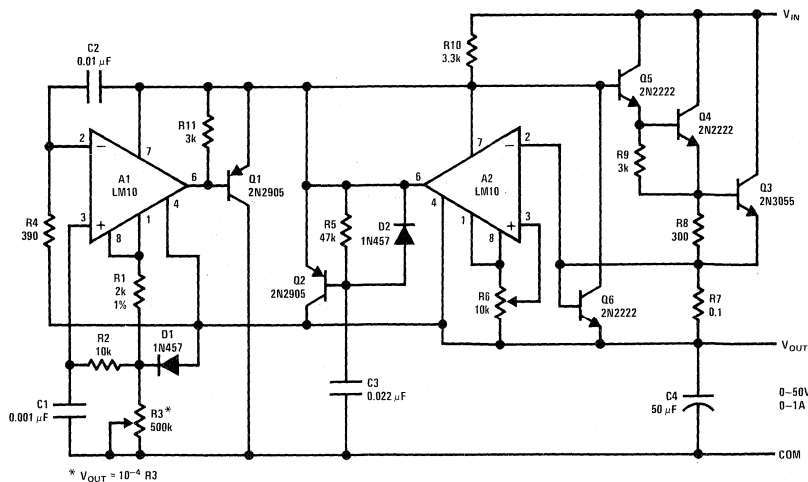 V_IN
R10
3.3k
C2
0.01 µF
Q5
2N2222
Q4
2N2222
R11
3k
2
7
A1
LM10
6
3
1
4
8
Q1
2N2905
R9
3k
2
7
A2
LM10
6
4
1
8
3
Q3
2N3055
R4
390
R5
47k
D2
1N457
R8
300
R1
2k
1%
Q2
2N2905
R6
10k
Q6
2N2222
R7
0.1
R2
10k
D1
1N457
V_OUT
C1
0.001 µF
R3*
500k
C3
0.022 µF
C4
50 µF
0–50V
0–1A
COM
* V_OUT = 10⁻⁴ R3